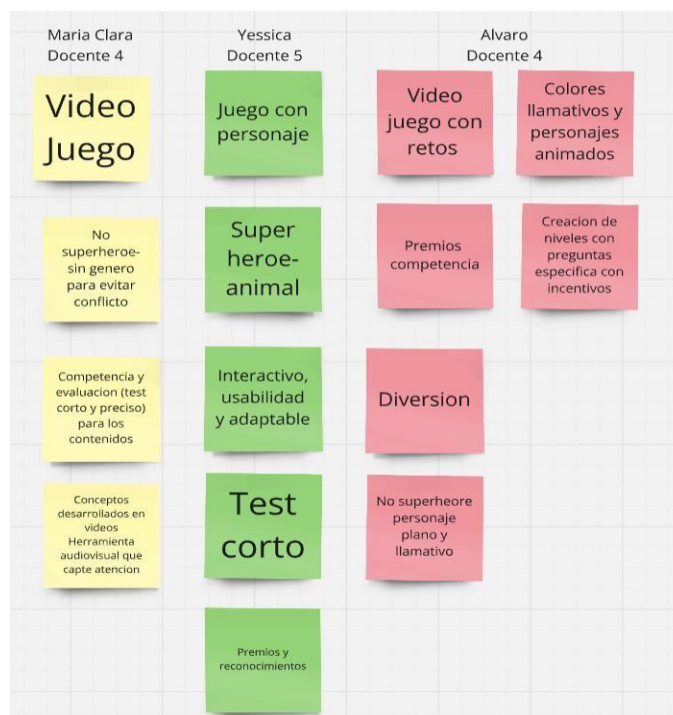 Maria Clara
Docente 4
Yessica
Docente 5
Alvaro
Docente 4
Video
Juego
No
superheroe-
sin genero
para evitar
conflicto
Competencia y
evaluacion (test
corto y preciso)
para los
contenidos
Conceptos
desarrollados en
videos
Herramienta
audiovisual que
capte atencion
Juego con
personaje
Super
heroe-
animal
Interactivo,
usabilidad
y adaptable
Test
corto
Premios y
reconocimientos
Video
juego con
retos
Colores
llamativos y
personajes
animados
Premios
competencia
Creacion de
niveles con
preguntas
especifica con
incentivos
Diversion
No superheore
personaje
plano y
llamativo